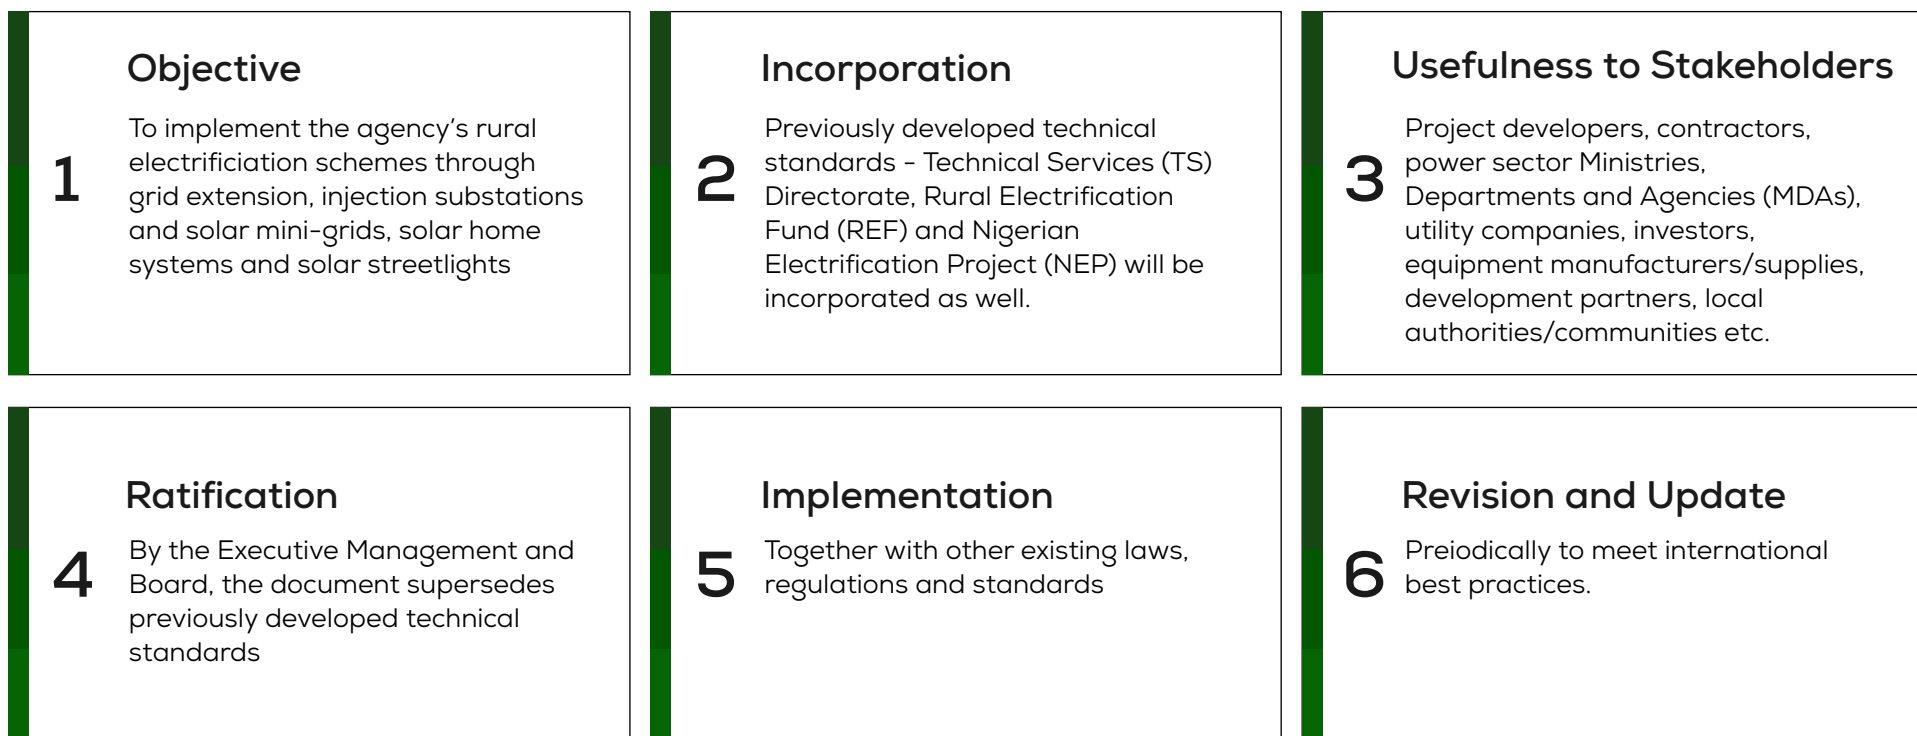 Objective
1
To implement the agency's rural
electrificiation schemes through
grid extension, injection substations
and solar mini-grids, solar home
systems and solar streetlights
Incorporation
2
Previously developed technical
standards - Technical Services (TS)
Directorate, Rural Electrification
Fund (REF) and Nigerian
Electrification Project (NEP) will be
incorporated as well.
Usefulness to Stakeholders
3
Project developers, contractors,
power sector Ministries,
Departments and Agencies (MDAs),
utility companies, investors,
equipment manufacturers/supplies,
development partners, local
authorities/communities etc.
Ratification
4
By the Executive Management and
Board, the document supersedes
previously developed technical
standards
Implementation
5
Together with other existing laws,
regulations and standards
Revision and Update
6
Preiodically to meet international
best practices.